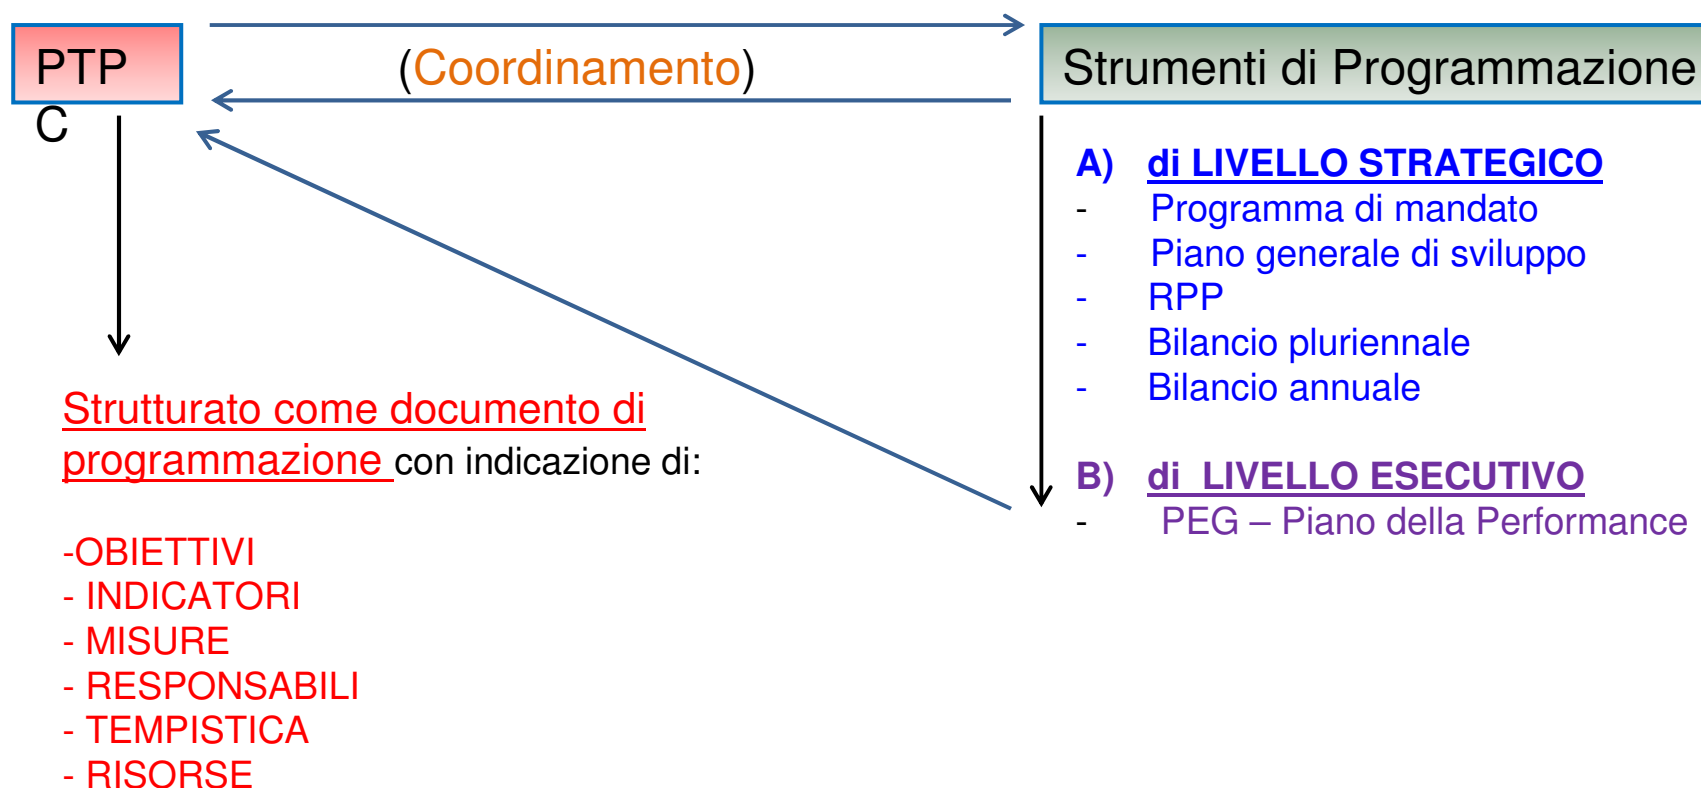 PTP
C
(Coordinamento)
Strumenti di Programmazione
A) di LIVELLO STRATEGICO
- Programma di mandato
- Piano generale di sviluppo
- RPP
- Bilancio pluriennale
- Bilancio annuale
B) di LIVELLO ESECUTIVO
- PEG – Piano della Performance
Strutturato come documento di
programmazione con indicazione di:
-OBIETTIVI
- INDICATORI
- MISURE
- RESPONSABILI
- TEMPISTICA
- RISORSE